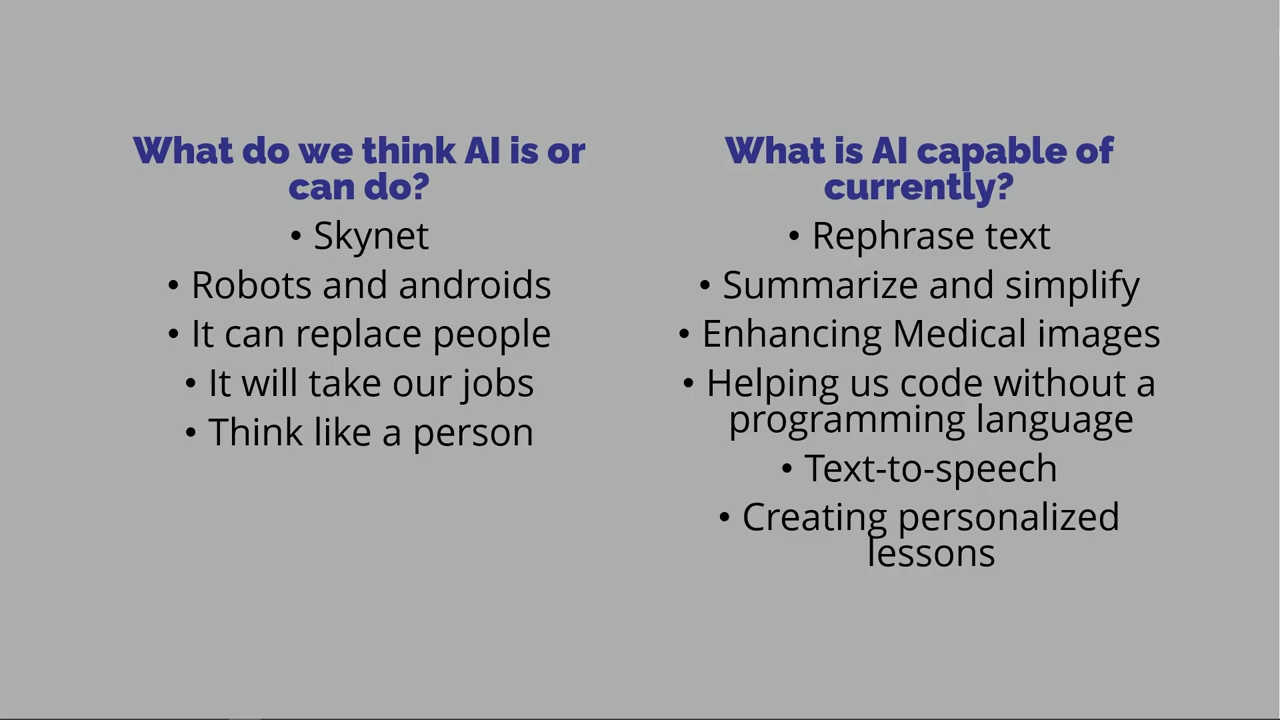 What do we think AI is or
can do?
• Skynet
• Robots and androids
• It can replace people
• It will take our jobs
• Think like a person
What is AI capable of
currently?
• Rephrase text
• Summarize and simplify
• Enhancing Medical images
• Helping us code without a
programming language
• Text-to-speech
• Creating personalized
lessons